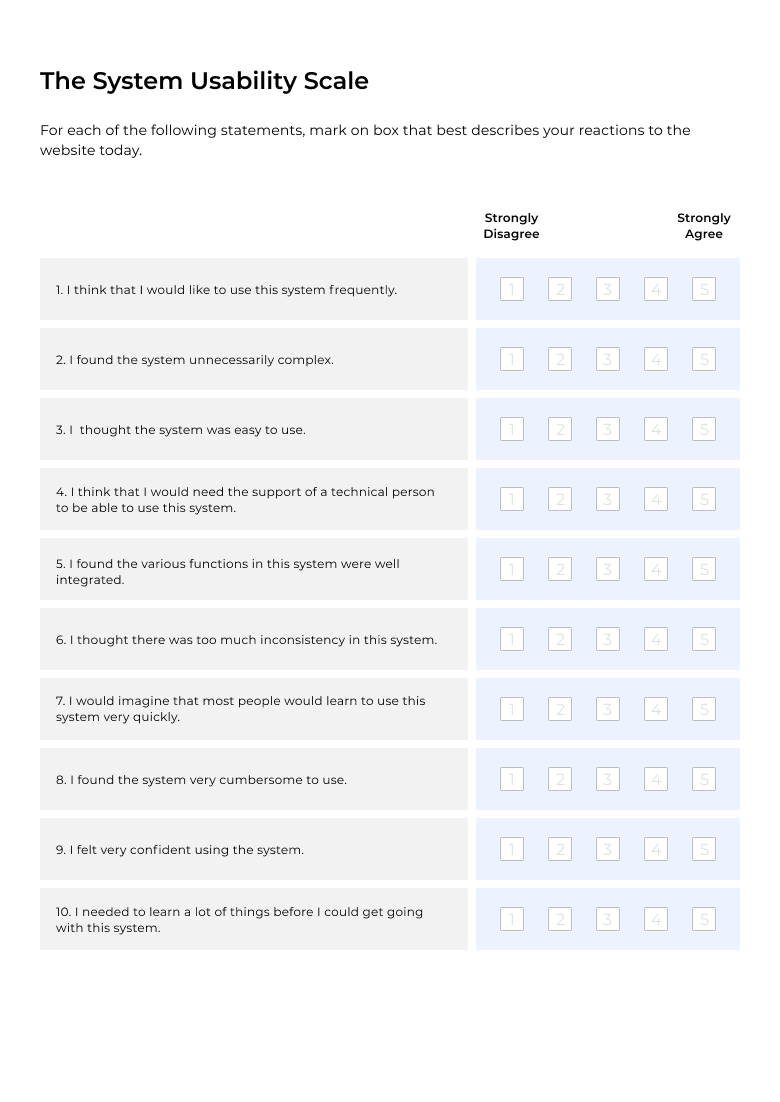 The System Usability Scale
For each of the following statements, mark on box that best describes your reactions to the
website today.
Strongly
Disagree
Strongly
Agree
1. I think that I would like to use this system frequently.
1 2 3 4 5
2. I found the system unnecessarily complex.
1 2 3 4 5
3. I  thought the system was easy to use.
1 2 3 4 5
4. I think that I would need the support of a technical person
to be able to use this system.
1 2 3 4 5
5. I found the various functions in this system were well
integrated.
1 2 3 4 5
6. I thought there was too much inconsistency in this system.
1 2 3 4 5
7. I would imagine that most people would learn to use this
system very quickly.
1 2 3 4 5
8. I found the system very cumbersome to use.
1 2 3 4 5
9. I felt very confident using the system.
1 2 3 4 5
10. I needed to learn a lot of things before I could get going
with this system.
1 2 3 4 5